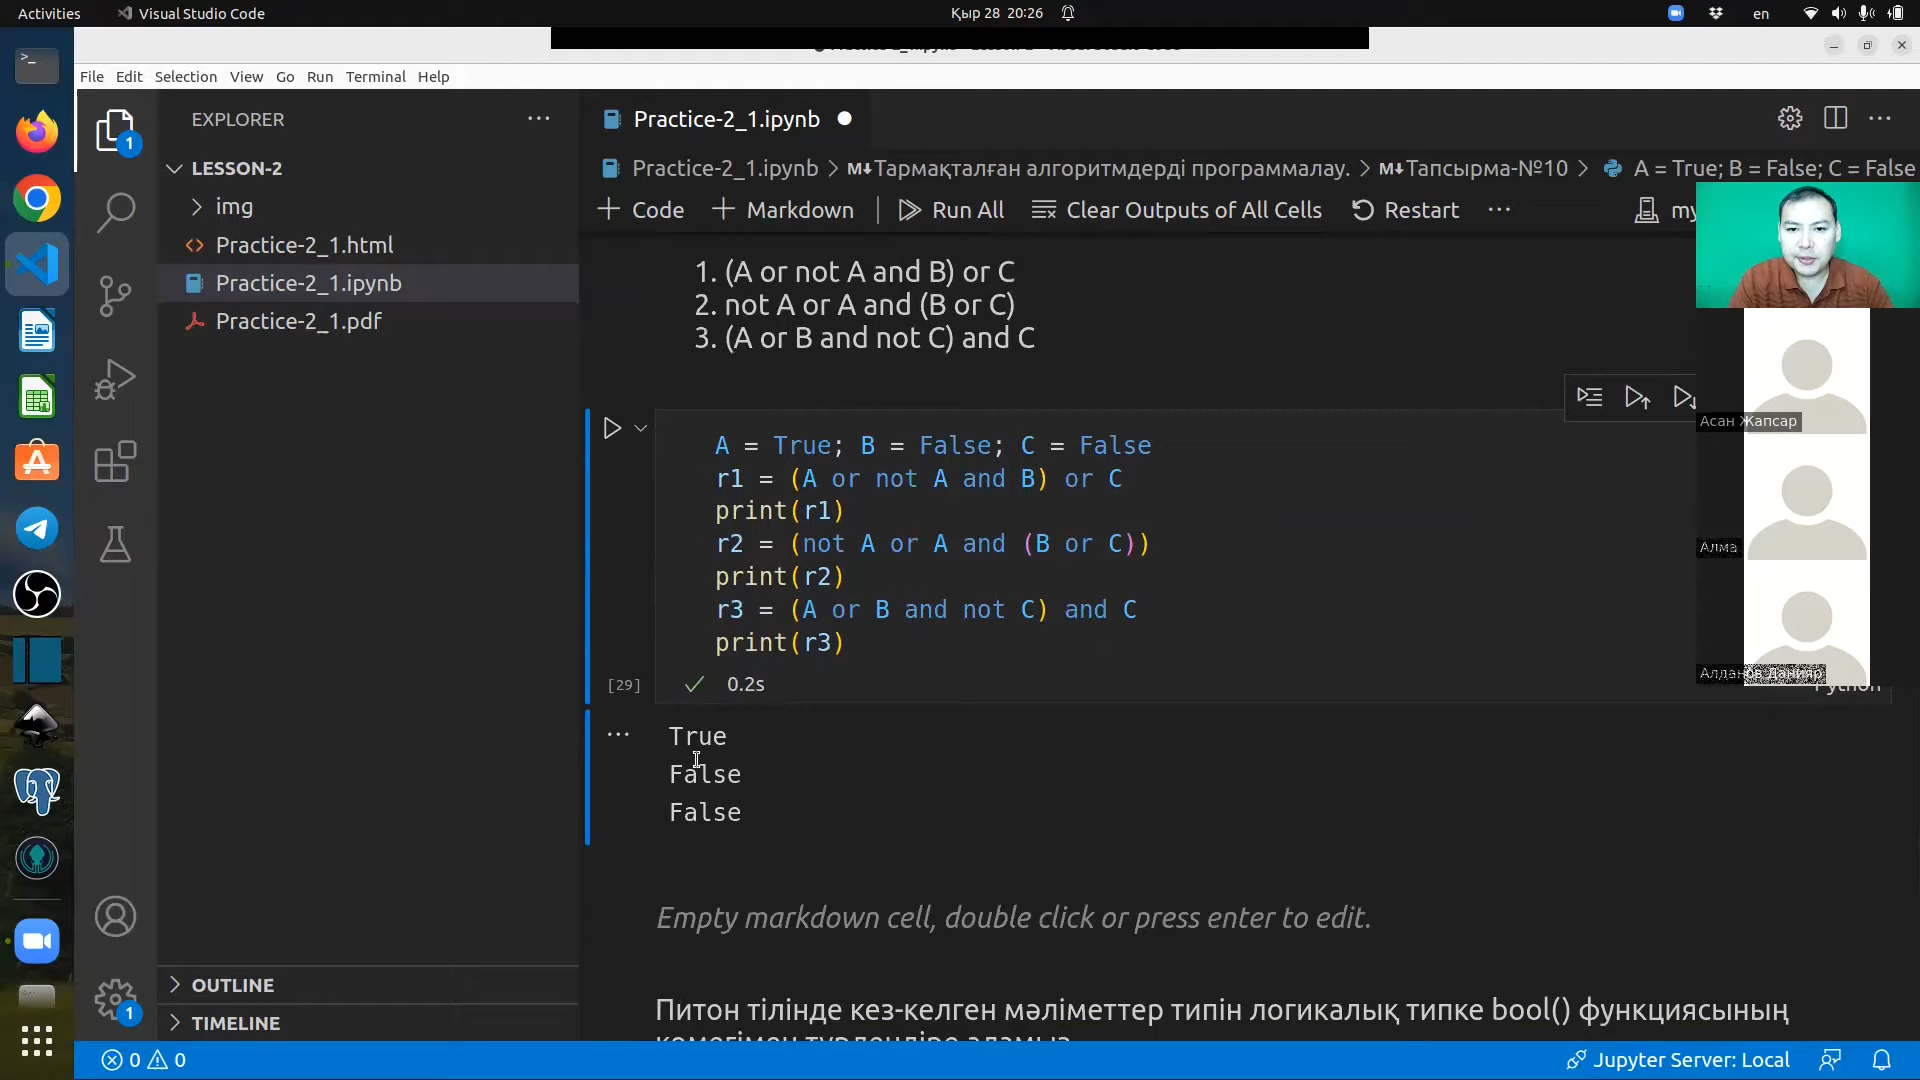 Activities
Visual Studio Code
Қыр 28 20:26
en
File Edit Selection View Go Run Terminal Help
EXPLORER
LESSON-2
img
Practice-2_1.html
Practice-2_1.ipynb
Practice-2_1.pdf
OUTLINE
TIMELINE
Practice-2_1.ipynb
Practice-2_1.ipynb > Тармақталған алгоритмдерді программалау. > Тапсырма-№10 > A = True; B = False; C = False
+ Code + Markdown Run All Clear Outputs of All Cells Restart ... my
1. (A or not A and B) or C
2. not A or A and (B or C)
3. (A or B and not C) and C
A = True; B = False; C = False
r1 = (A or not A and B) or C
print(r1)
r2 = (not A or A and (B or C))
print(r2)
r3 = (A or B and not C) and C
print(r3)
[29] 0.2s
Python
True
False
False
Empty markdown cell, double click or press enter to edit.
Питон тілінде кез-келген мәліметтер типін логикалық типке bool() функциясының
Асан Жапсар
Алма
Алданов Данияр
1
1
0 0
Jupyter Server: Local